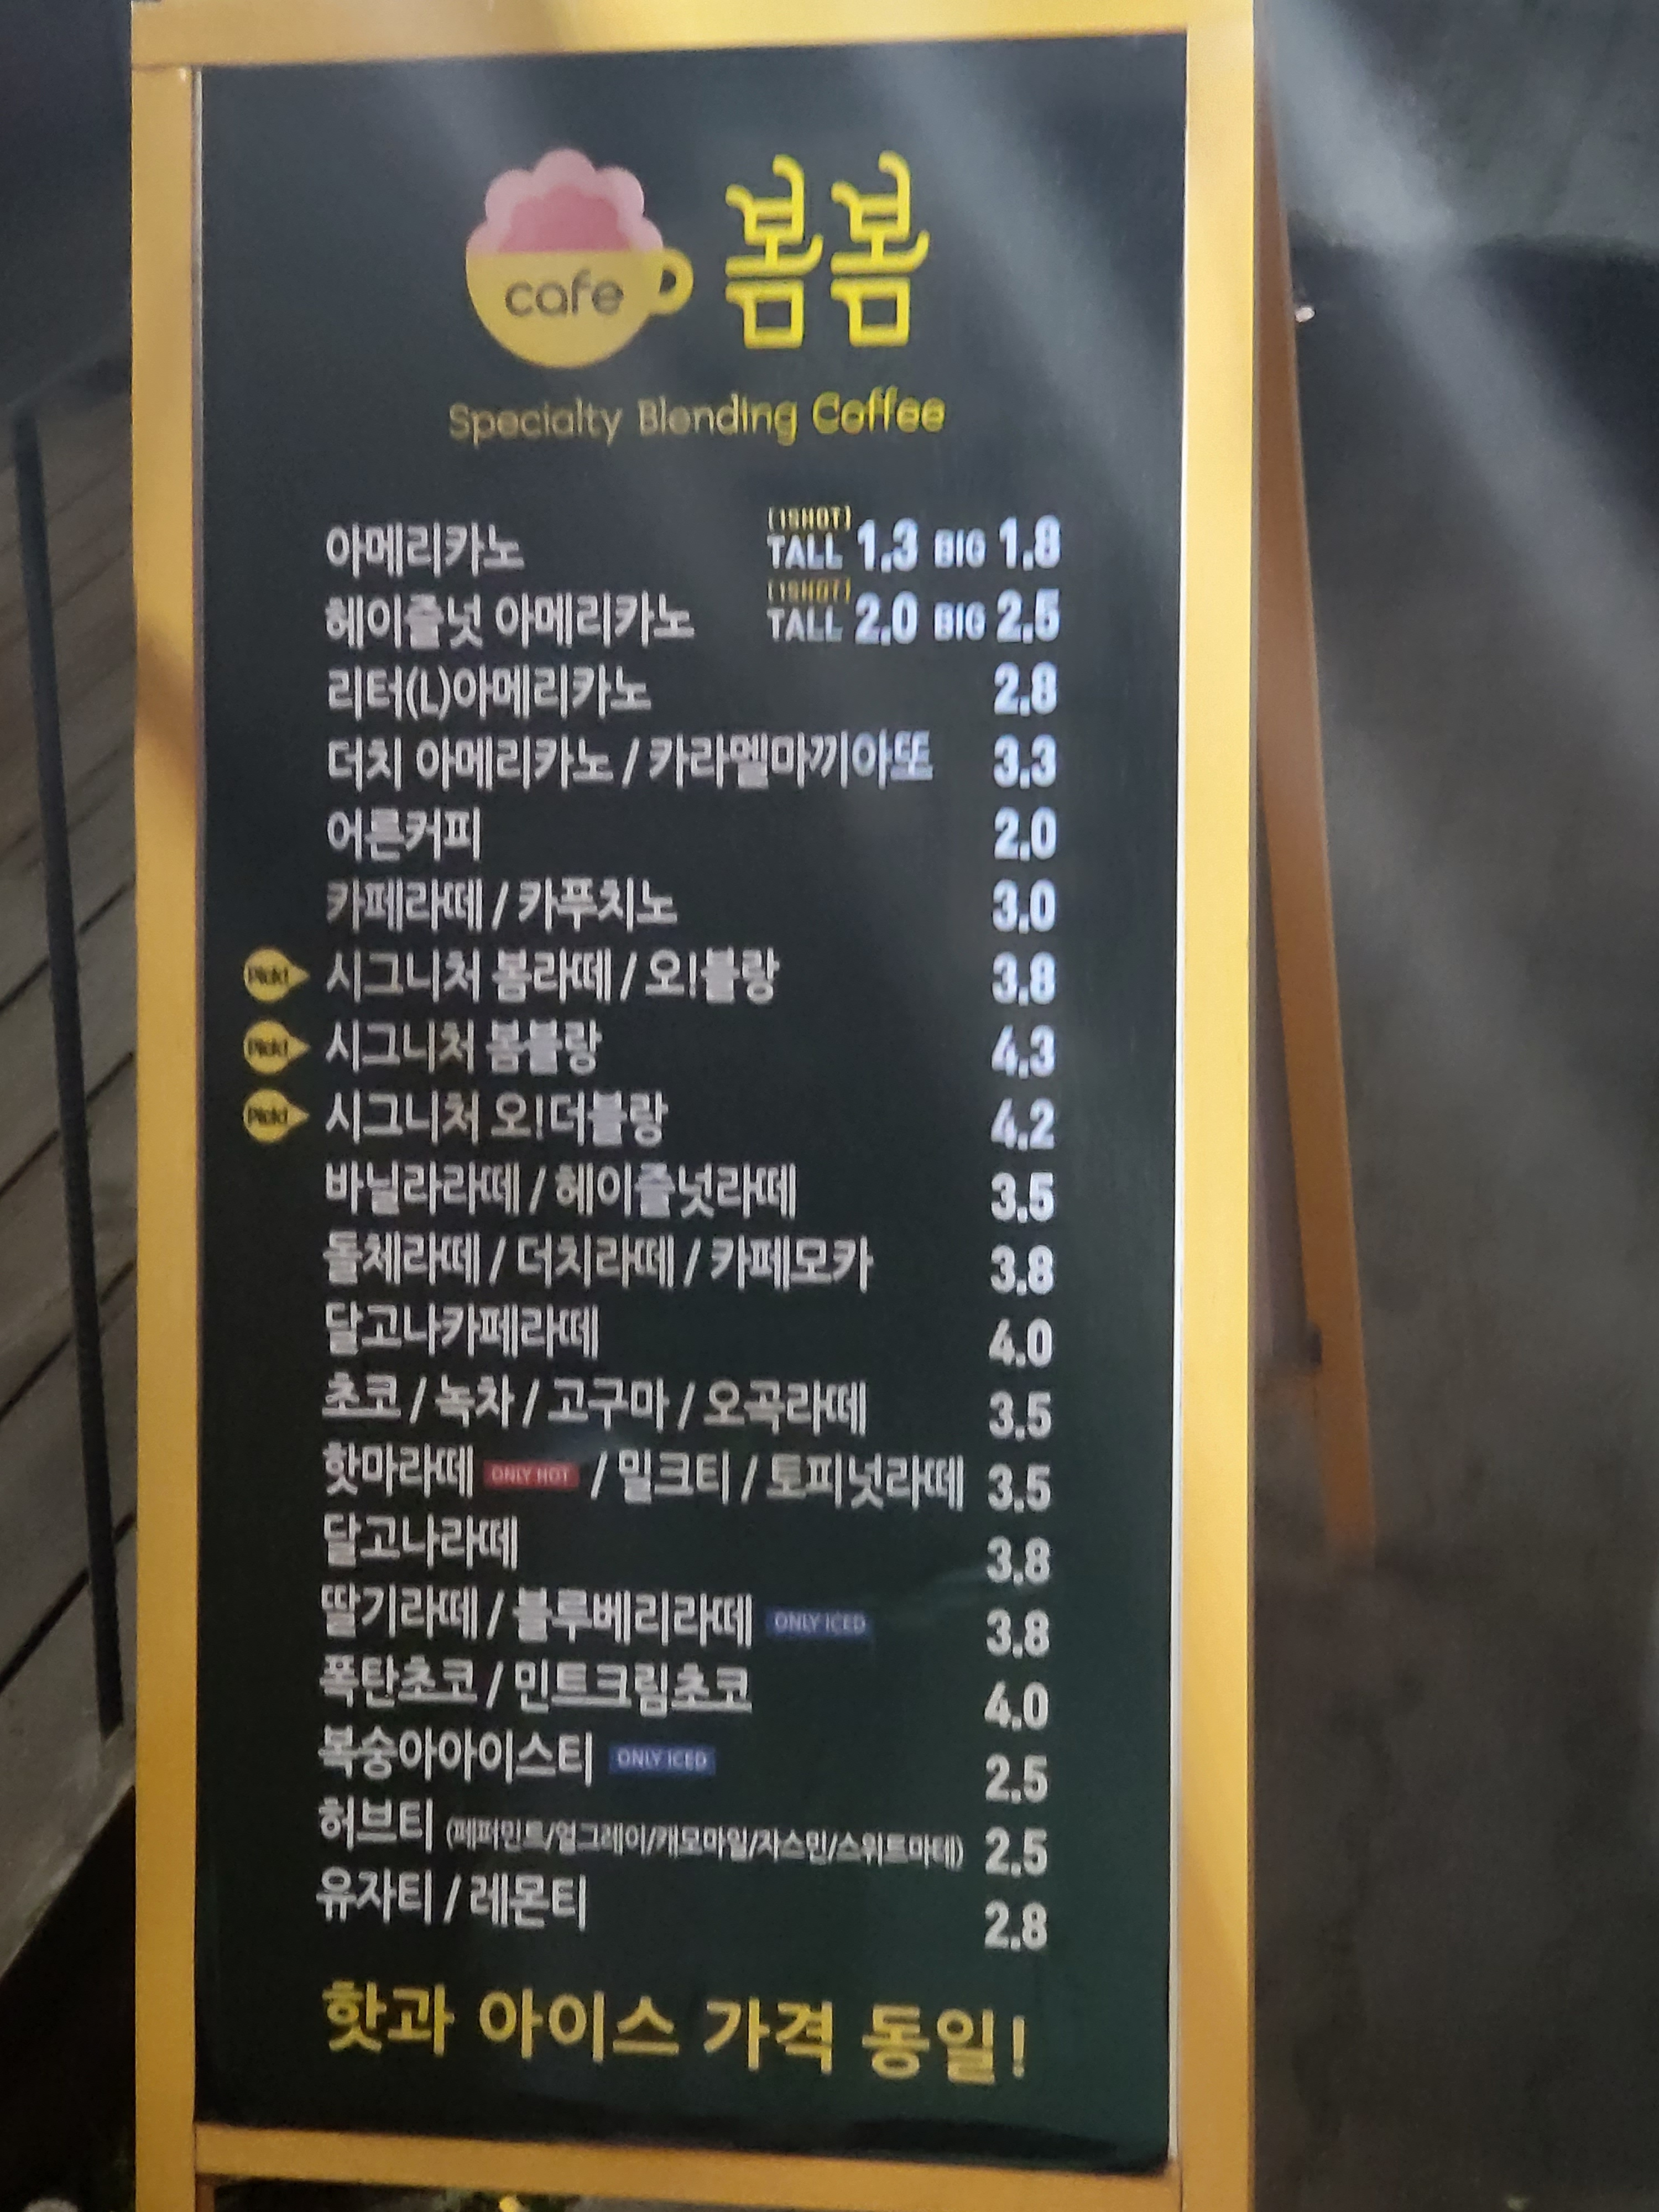 cafe 봄봄
Specialty Blending Coffee
아메리카노 (1SHOT) TALL 1.3 BIG 1.8
헤이즐넛 아메리카노 (1SHOT) TALL 2.0 BIG 2.5
리터(L)아메리카노 2.8
더치 아메리카노 / 카라멜마끼아또 3.3
어른커피 2.0
카페라떼 / 카푸치노 3.0
Pick! 시그니처 봄라떼 / 오!블랑 3.8
Pick! 시그니처 봄블랑 4.3
Pick! 시그니처 오!더블랑 4.2
바닐라라떼 / 헤이즐넛라떼 3.5
돌체라떼 / 더치라떼 / 카페모카 3.8
달고나카페라떼 4.0
초코 / 녹차 / 고구마 / 오곡라떼 3.5
핫마라떼 ONLY HOT / 밀크티 / 토피넛라떼 3.5
달고나라떼 3.8
딸기라떼 / 블루베리라떼 ONLY ICED 3.8
폭탄초코 / 민트크림초코 4.0
복숭아아이스티 ONLY ICED 2.5
허브티 (페퍼민트/얼그레이/캐모마일/자스민/스위트마테) 2.5
유자티 / 레몬티 2.8
핫과 아이스 가격 동일!